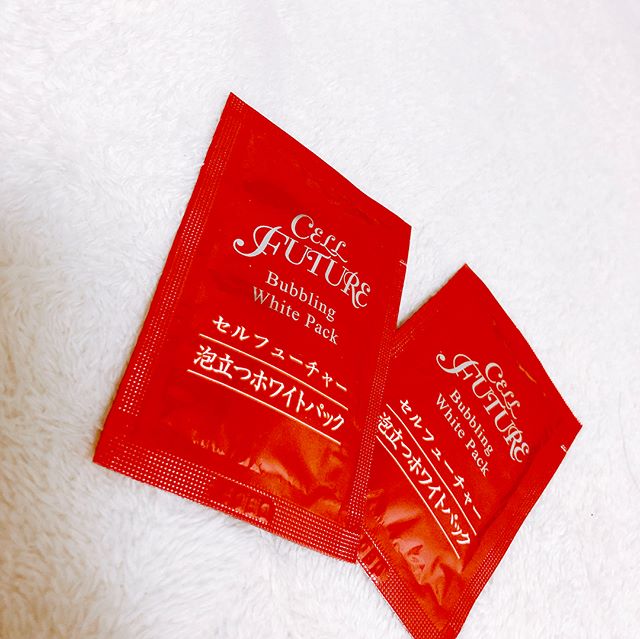 CELL
FUTURE
Bubbling
White Pack
セルフューチャー
泡立つホワイトパック
CELL
FUTURE
Bubbling
White Pack
セルフューチャー
泡立つホワイトパック